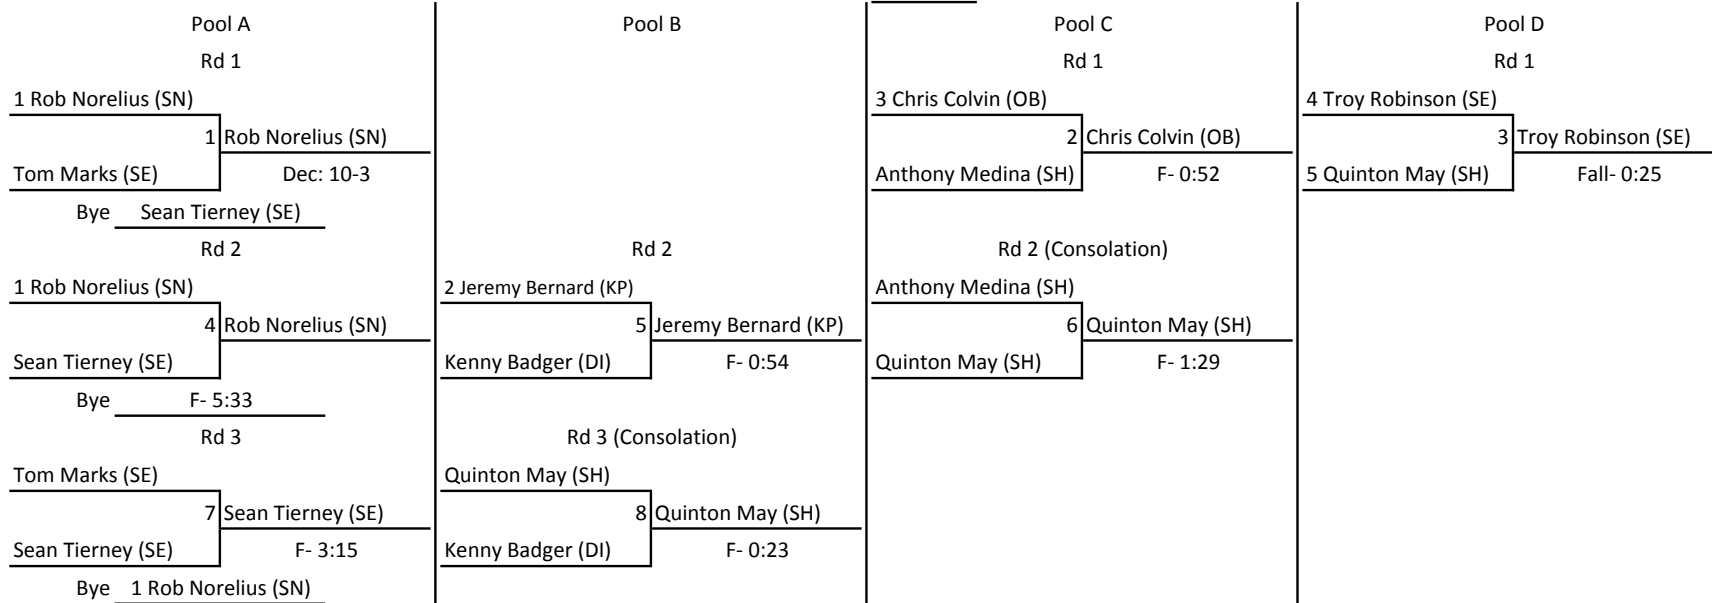 Pool A
Rd 1
1 Rob Norelius (SN)
1 Rob Norelius (SN)
Tom Marks (SE)
Dec: 10-3
Bye Sean Tierney (SE)
Rd 2
1 Rob Norelius (SN)
4 Rob Norelius (SN)
Sean Tierney (SE)
Bye F- 5:33
Rd 3
Tom Marks (SE)
7 Sean Tierney (SE)
Sean Tierney (SE)
F- 3:15
Bye 1 Rob Norelius (SN)
Pool B
Rd 2
2 Jeremy Bernard (KP)
5 Jeremy Bernard (KP)
Kenny Badger (DI)
F- 0:54
Rd 3 (Consolation)
Quinton May (SH)
8 Quinton May (SH)
Kenny Badger (DI)
F- 0:23
Pool C
Rd 1
3 Chris Colvin (OB)
2 Chris Colvin (OB)
Anthony Medina (SH)
F- 0:52
Rd 2 (Consolation)
Anthony Medina (SH)
6 Quinton May (SH)
Quinton May (SH)
F- 1:29
Pool D
Rd 1
4 Troy Robinson (SE)
3 Troy Robinson (SE)
5 Quinton May (SH)
Fall- 0:25